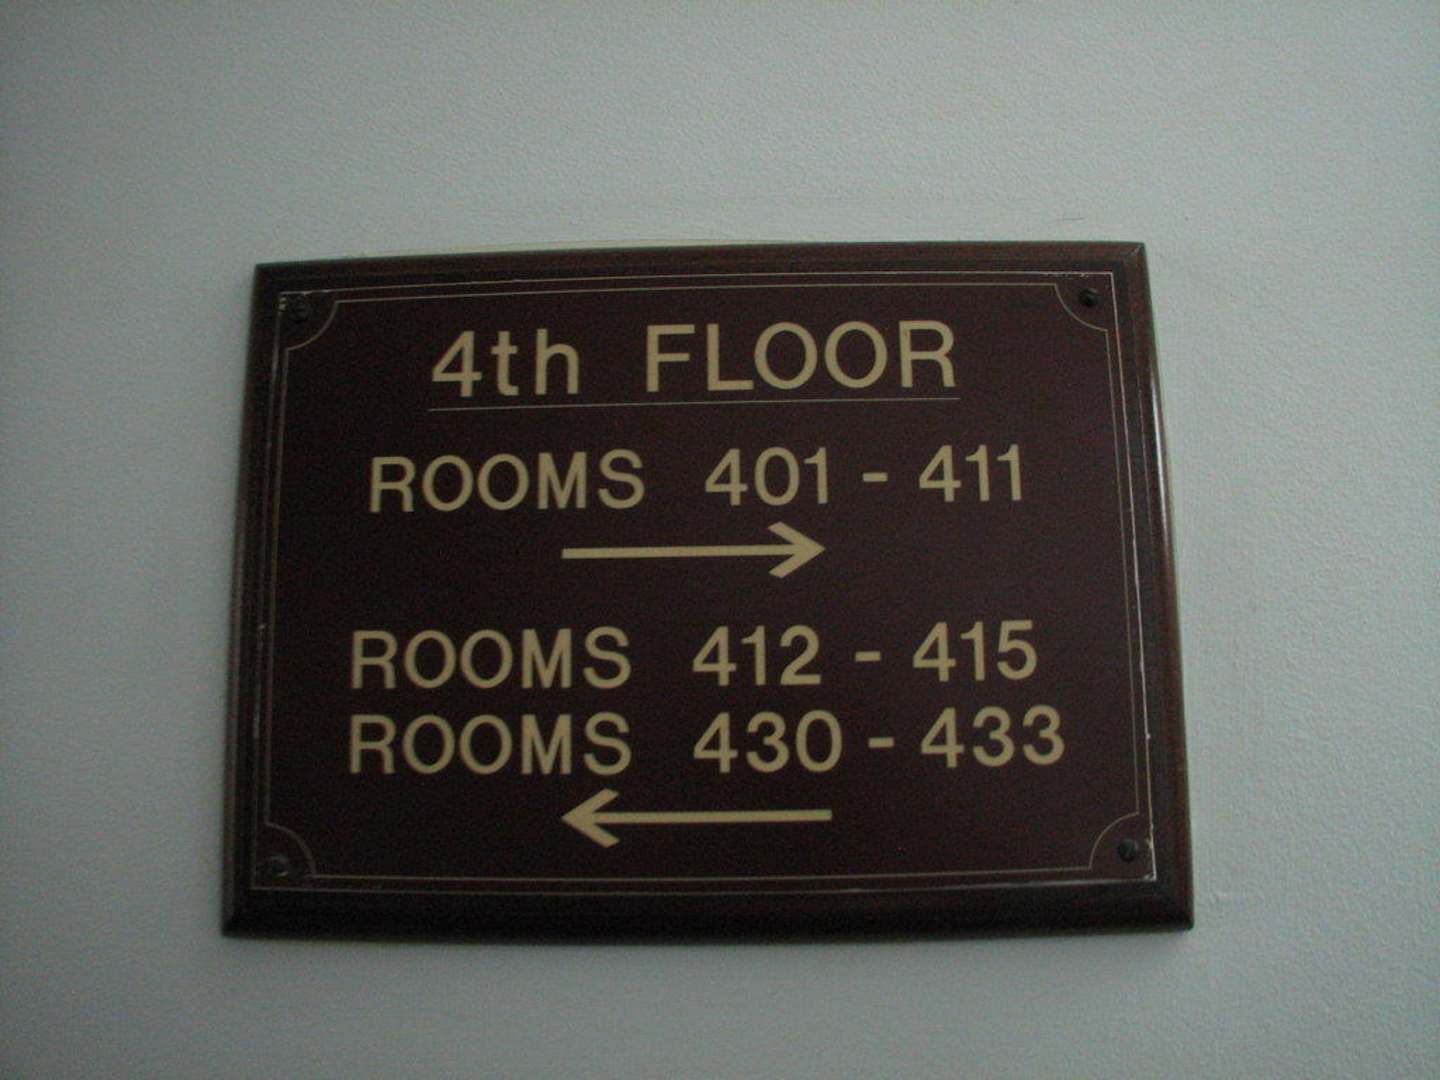 4th FLOOR
ROOMS 401 - 411
ROOMS 412 - 415
ROOMS 430 - 433